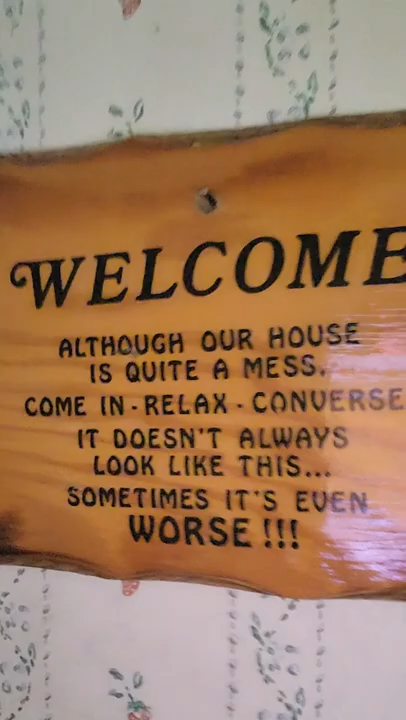 WELCOME
ALTHOUGH OUR HOUSE
IS QUITE A MESS.
COME IN - RELAX - CONVERSE
IT DOESN'T ALWAYS
LOOK LIKE THIS...
SOMETIMES IT'S EVEN
WORSE!!!